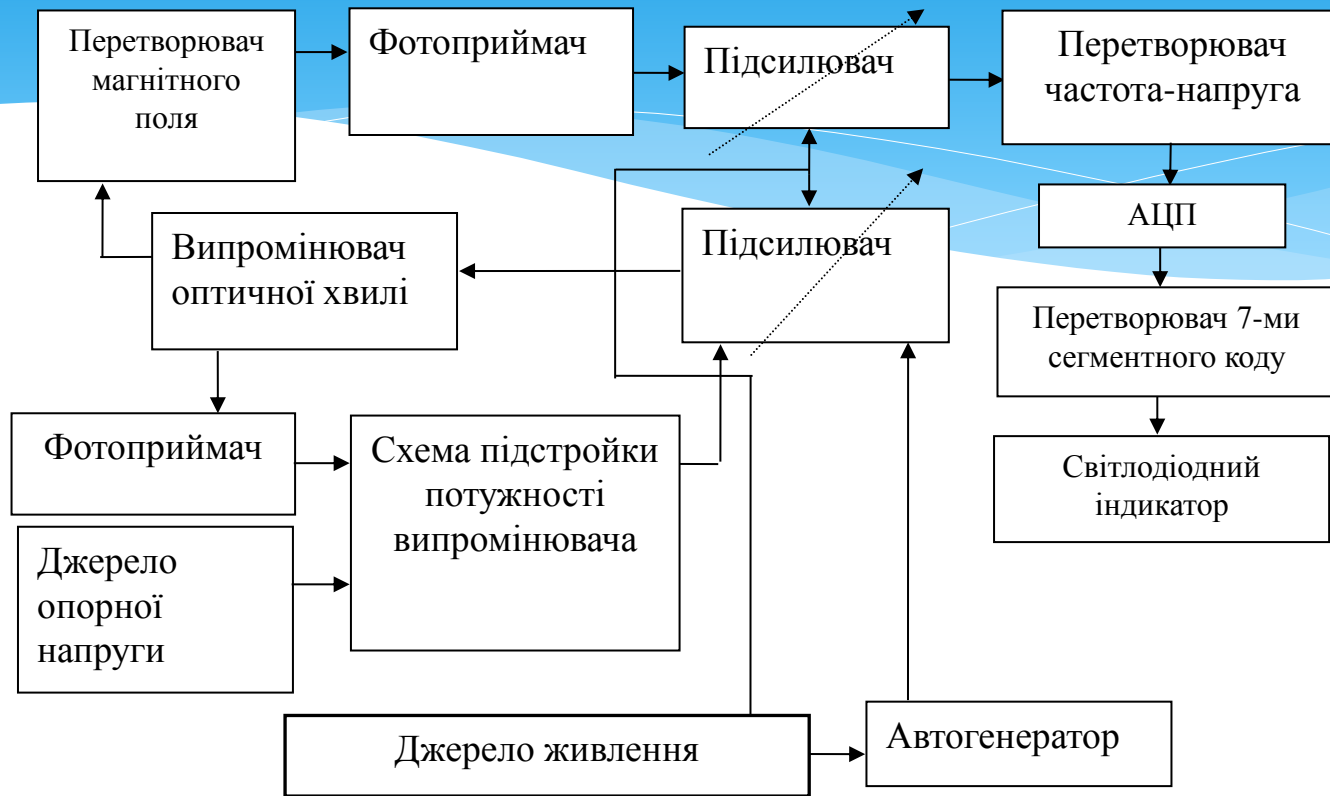 Перетворювач
магнітного
поля
Фотоприймач
Підсилювач
Перетворювач
частота-напруга
АЦП
Випромінювач
оптичної хвилі
Підсилювач
Перетворювач 7-ми
сегментного коду
Фотоприймач
Схема підстройки
потужності
випромінювача
Світлодіодний
індикатор
Джерело
опорної
напруги
Джерело живлення
Автогенератор